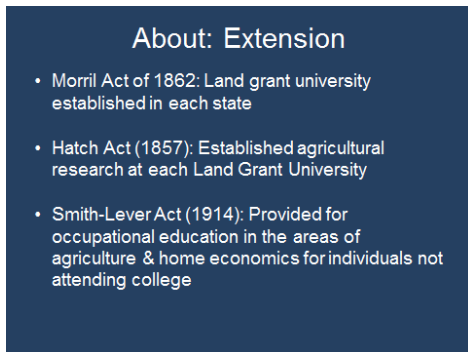 About: Extension
• Morril Act of 1862: Land grant university
established in each state
• Hatch Act (1857): Established agricultural
research at each Land Grant University
• Smith-Lever Act (1914): Provided for
occupational education in the areas of
agriculture & home economics for individuals not
attending college